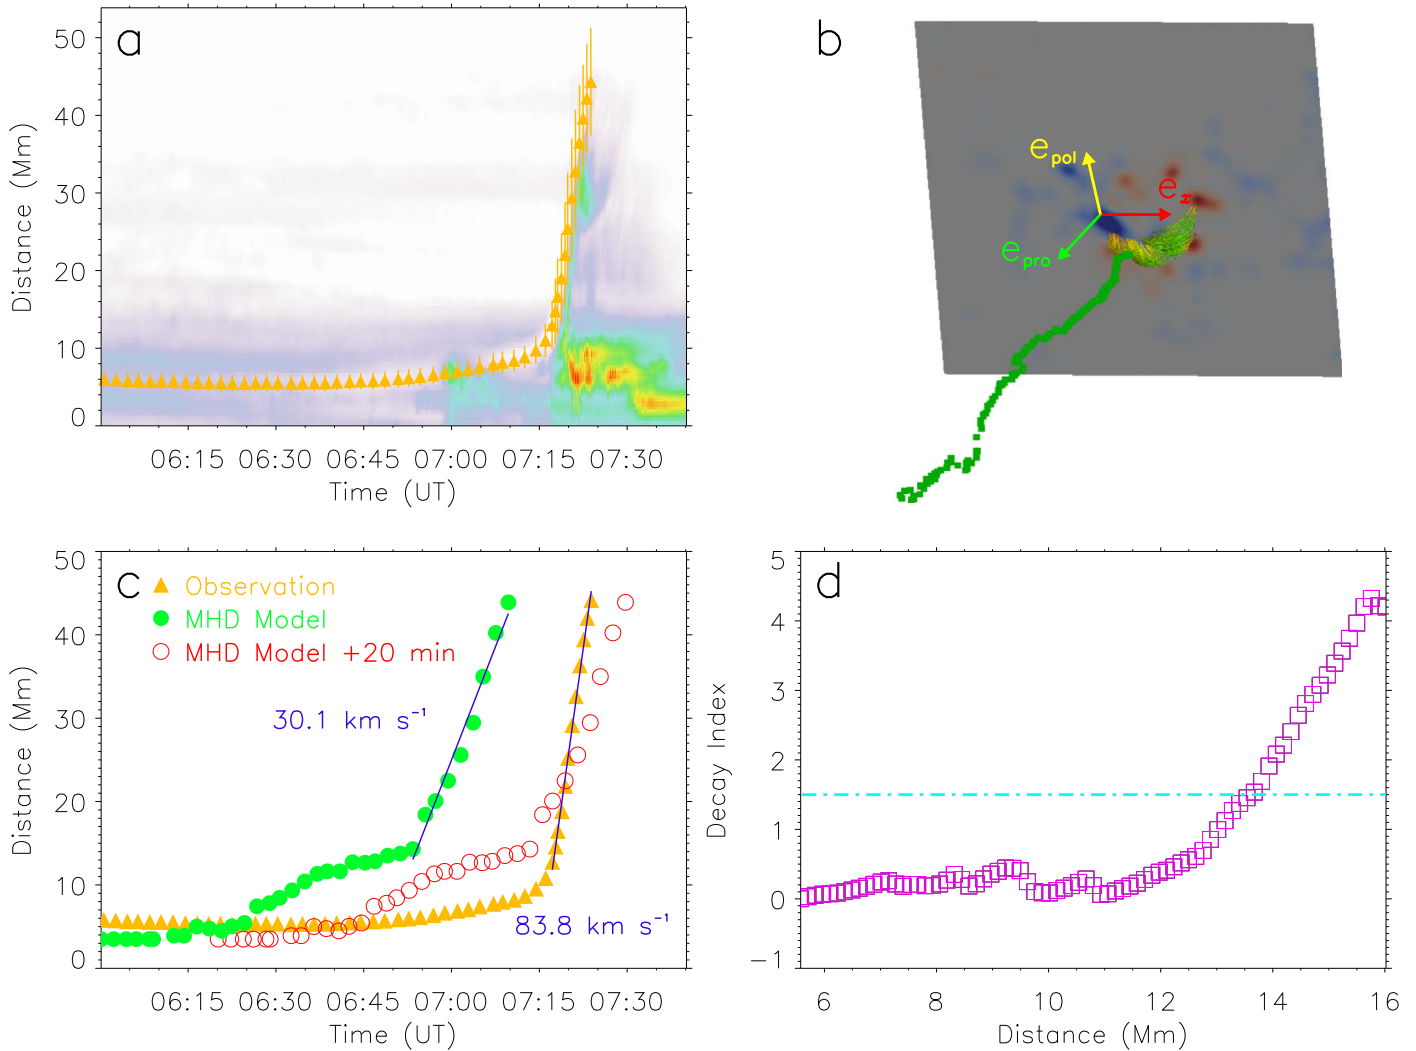 a
50
40
30
20
10
0
Distance (Mm)
06:15 06:30 06:45 07:00 07:15 07:30
Time (UT)
b
e pol
e x
e pro
c
Observation
MHD Model
MHD Model +20 min
30.1 km s⁻¹
83.8 km s⁻¹
50
40
30
20
10
0
Distance (Mm)
06:15 06:30 06:45 07:00 07:15 07:30
Time (UT)
d
5
4
3
2
1
0
−1
Decay Index
6 8 10 12 14 16
Distance (Mm)